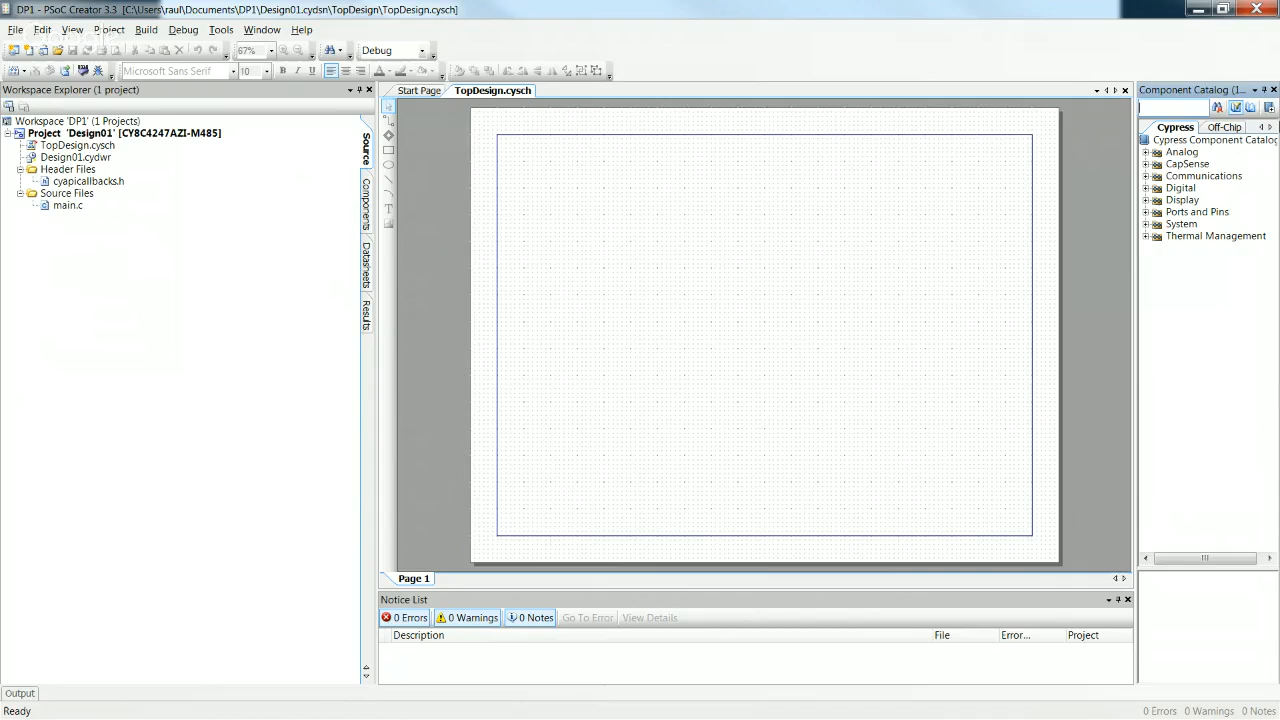 DP1 - PSoC Creator 3.3 [C:\Users\raul\Documents\DP1\Design01.cydsn\TopDesign\TopDesign.cysch]
File Edit View Project Build Debug Tools Window Help
67% Debug
Microsoft Sans Serif 10 B I U A
Workspace Explorer (1 project)
Start Page TopDesign.cysch
Component Catalog (1...
Workspace 'DP1' (1 Projects)
Project 'Design01' [CY8C4247AZI-M485]
TopDesign.cysch
Design01.cydwr
Header Files
cyapicallbacks.h
Source Files
main.c
Source
Components
Datasheets
Results
T
Cypress Off-Chip
Cypress Component Catalog
Analog
CapSense
Communications
Digital
Display
Ports and Pins
System
Thermal Management
Page 1
Notice List
0 Errors 0 Warnings 0 Notes Go To Error View Details
Description File Error... Project
Output
Ready 0 Errors 0 Warnings 0 Notes